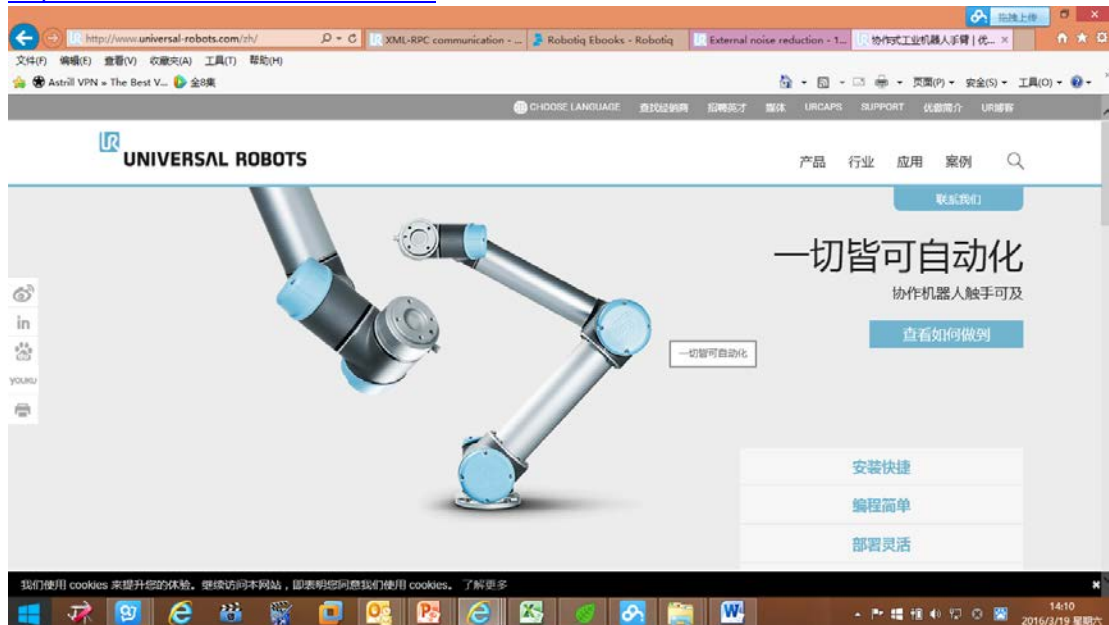 拖拽上传
http://www.universal-robots.com/zh/
XML-RPC communication - ...
Robotiq Ebooks - Robotiq
External noise reduction - 1...
协作式工业机器人手臂 | 优...
文件(F) 编辑(E) 查看(V) 收藏夹(A) 工具(T) 帮助(H)
Astrill VPN » The Best V... 全8集
页面(P) 安全(S) 工具(O)
CHOOSE LANGUAGE 查找经销商 招聘英才 媒体 URCAPS SUPPORT 优傲简介 UR博客
UR
UNIVERSAL ROBOTS
产品 行业 应用 案例
联系我们
一切皆可自动化
协作机器人触手可及
查看如何做到
一切皆可自动化
in
YOUKU
安装快捷
编程简单
部署灵活
我们使用 cookies 来提升您的体验。继续访问本网站，即表明您同意我们使用 cookies。 了解更多
14:10
2016/3/19 星期六